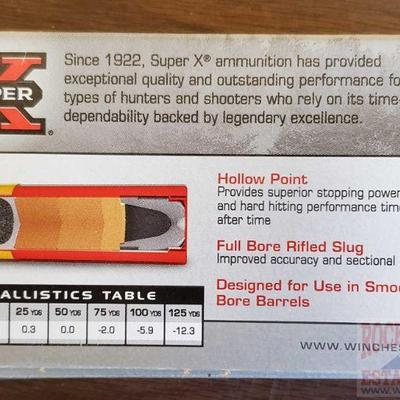 Since 1922, Super X® ammunition has provided
exceptional quality and outstanding performance fo
types of hunters and shooters who rely on its time-
dependability backed by legendary excellence.
X
PER
®
Hollow Point
Provides superior stopping power
and hard hitting performance time
after time
Full Bore Rifled Slug
Improved accuracy and sectional
Designed for Use in Smoo
Bore Barrels
ALLISTICS TABLE
25 YDS 50 YDS 75 YDS 100 YDS 125 YDS
0.3 0.0 -2.0 -5.9 -12.3
WWW.WINCHES
ESTA